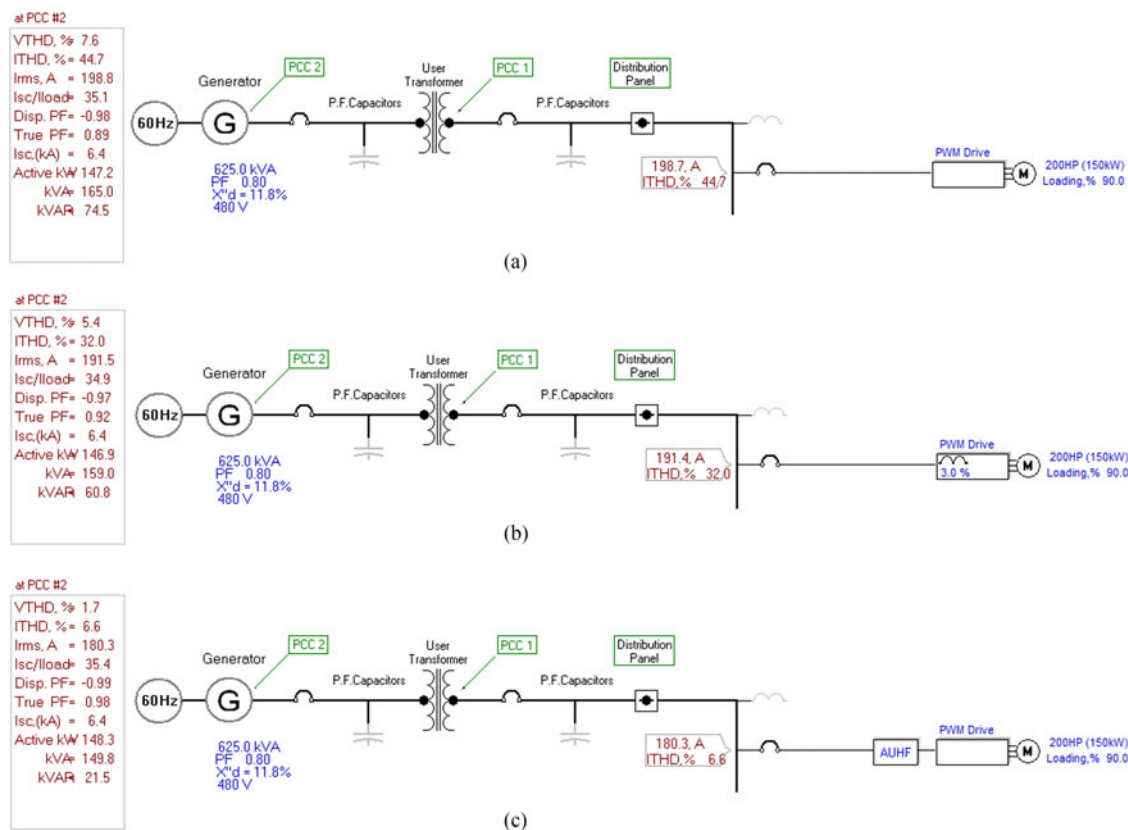 at PCC #2
VTHD, %= 7.6
ITHD, % = 44.7
Irms, A = 198.8
Isc/Iload= 35.1
Disp. PF= -0.98
True PF= 0.89
Isc,(kA) = 6.4
Active kW= 147.2
kVA= 165.0
kVAR= 74.5
60Hz
Generator
G
PCC 2
625.0 kVA
PF 0.80
X"d = 11.8%
480 V
P.F.Capacitors
User
Transformer
PCC 1
P.F.Capacitors
Distribution
Panel
198.7, A
ITHD,% 44.7
PWM Drive
M
200HP (150kW)
Loading,% 90.0
(a)
at PCC #2
VTHD, %= 5.4
ITHD, % = 32.0
Irms, A = 191.5
Isc/Iload= 34.9
Disp. PF= -0.97
True PF= 0.92
Isc,(kA) = 6.4
Active kW= 146.9
kVA= 159.0
kVAR= 60.8
60Hz
Generator
G
PCC 2
625.0 kVA
PF 0.80
X"d = 11.8%
480 V
P.F.Capacitors
User
Transformer
PCC 1
P.F.Capacitors
Distribution
Panel
191.4, A
ITHD,% 32.0
PWM Drive
3.0 %
M
200HP (150kW)
Loading,% 90.0
(b)
at PCC #2
VTHD, %= 1.7
ITHD, % = 6.6
Irms, A = 180.3
Isc/Iload= 35.4
Disp. PF= -0.99
True PF= 0.98
Isc,(kA) = 6.4
Active kW= 148.3
kVA= 149.8
kVAR= 21.5
60Hz
Generator
G
PCC 2
625.0 kVA
PF 0.80
X"d = 11.8%
480 V
P.F.Capacitors
User
Transformer
PCC 1
P.F.Capacitors
Distribution
Panel
180.3, A
ITHD,% 6.6
AUHF
PWM Drive
M
200HP (150kW)
Loading,% 90.0
(c)